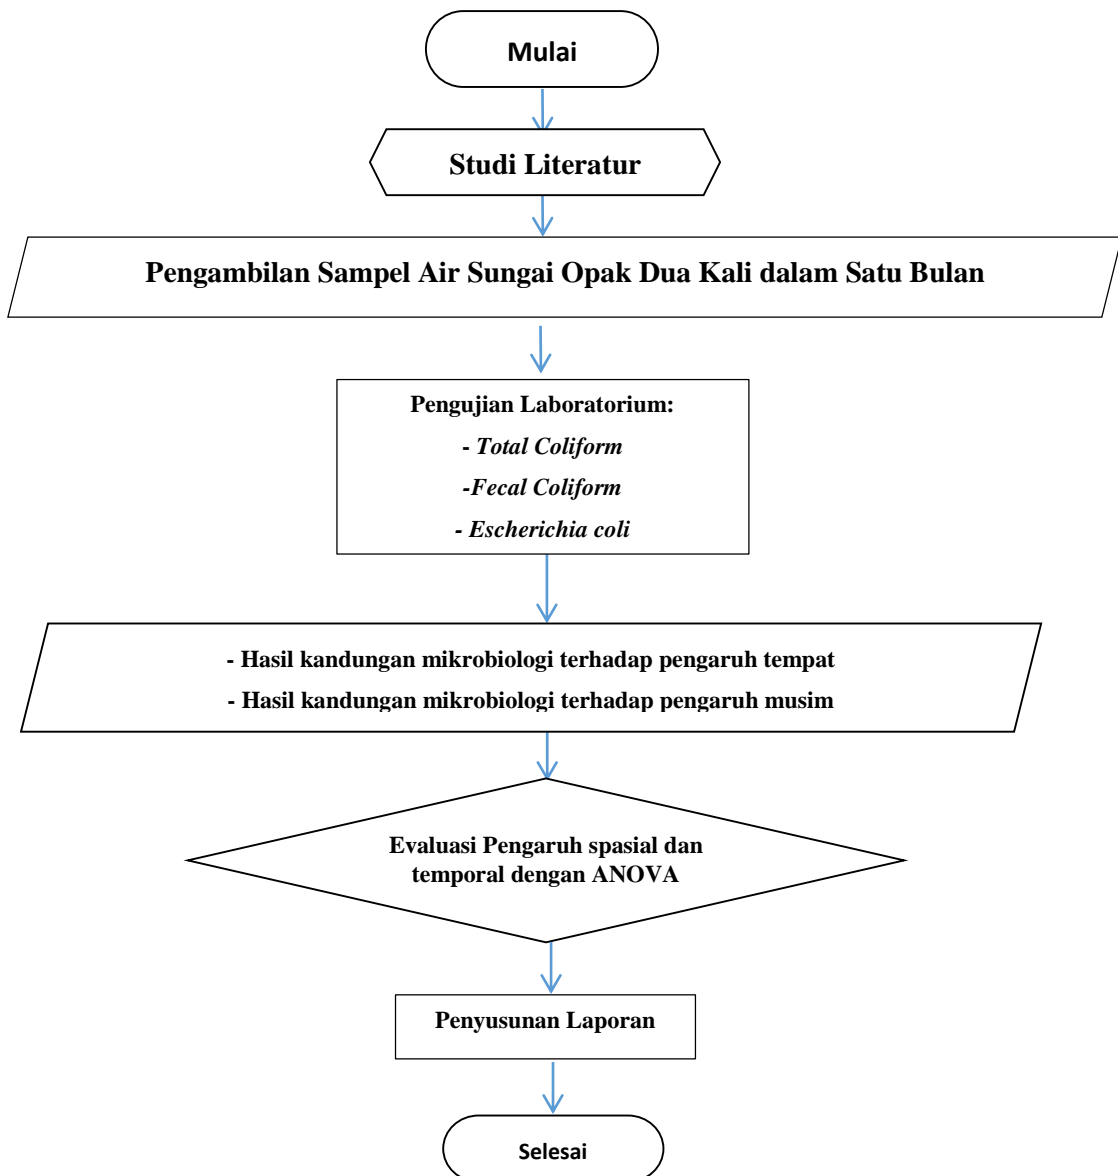 Mulai
Studi Literatur
Pengambilan Sampel Air Sungai Opak Dua Kali dalam Satu Bulan
Pengujian Laboratorium:
- Total Coliform
-Fecal Coliform
- Escherichia coli
- Hasil kandungan mikrobiologi terhadap pengaruh tempat
- Hasil kandungan mikrobiologi terhadap pengaruh musim
Evaluasi Pengaruh spasial dan
temporal dengan ANOVA
Penyusunan Laporan
Selesai